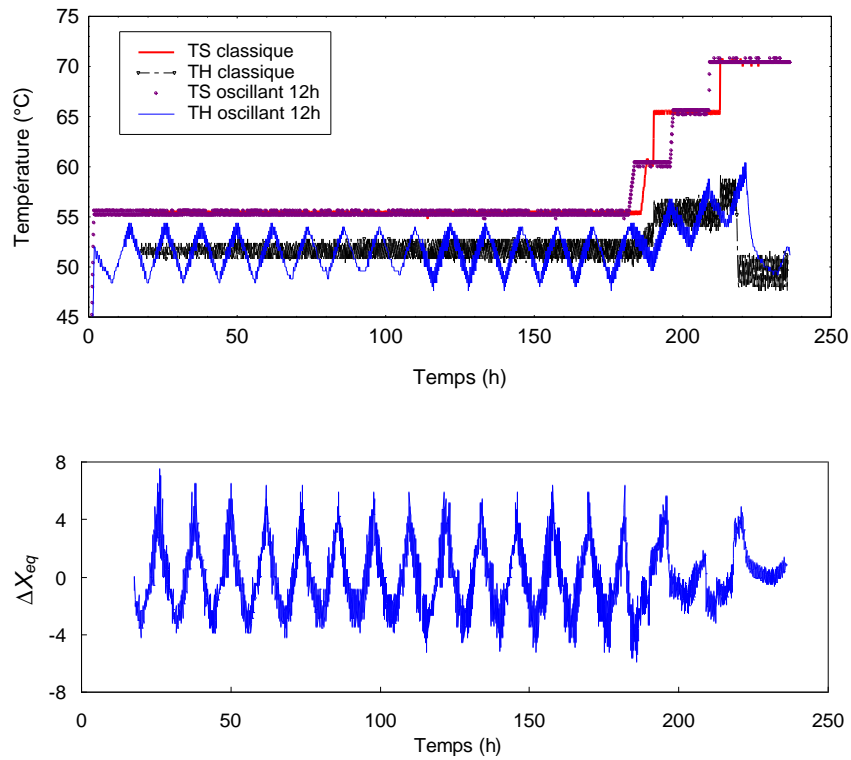 75
70
65
60
55
50
45
Température (°C)
TS classique
TH classique
TS oscillant 12h
TH oscillant 12h
0 50 100 150 200 250
Temps (h)
8
4
0
-4
-8
ΔXeq
0 50 100 150 200 250
Temps (h)